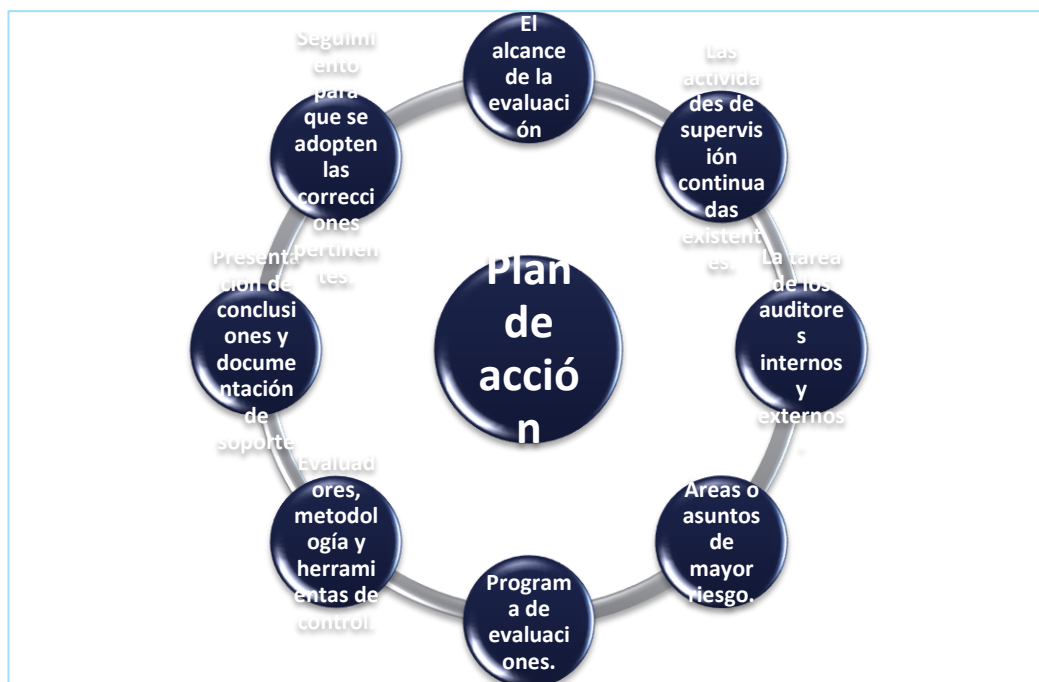 El
alcance
de la
evaluaci
ón
Las
activida
des de
supervis
ión
continua
das
existent
es.
La tarea
de los
auditore
s
internos
y
externos
.
Areas o
asuntos
de
mayor
riesgo.
Program
a de
evaluaci
ones.
Evaluad
ores,
metodol
ogía y
herrami
entas de
control.
Presenta
ción de
conclusi
ones y
docume
ntación
de
soporte
Seguimi
ento
para
que se
adopten
las
correcci
ones
pertinen
tes.
Plan
de
acció
n